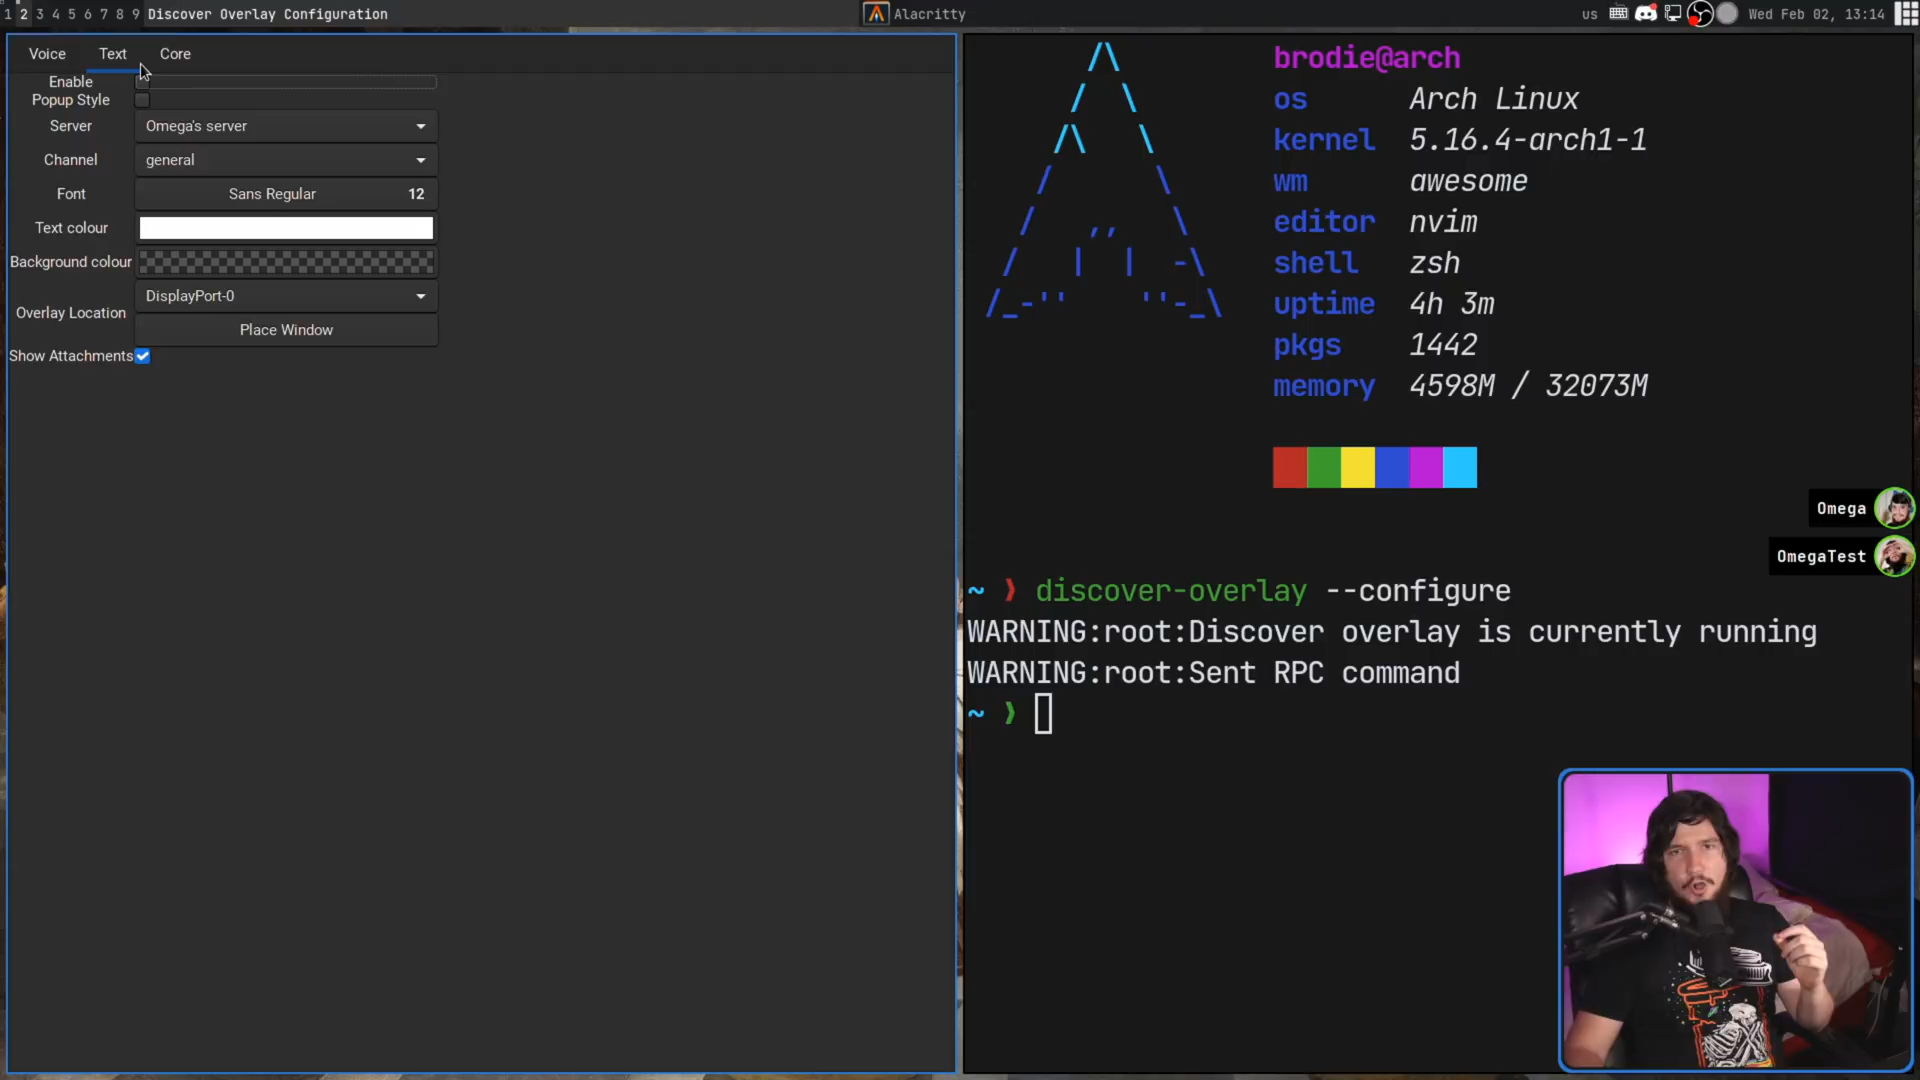 1 2 3 4 5 6 7 8 9 Discover Overlay Configuration
Alacritty
us
Wed Feb 02, 13:14
Voice Text Core
Enable
Popup Style
Server Omega's server
Channel general
Font Sans Regular 12
Text colour
Background colour
Overlay Location DisplayPort-0
Place Window
Show Attachments
brodie@arch
os Arch Linux
kernel 5.16.4-arch1-1
wm awesome
editor nvim
shell zsh
uptime 4h 3m
pkgs 1442
memory 4598M / 32073M
Omega
OmegaTest
~ ❯ discover-overlay --configure
WARNING:root:Discover overlay is currently running
WARNING:root:Sent RPC command
~ ❯